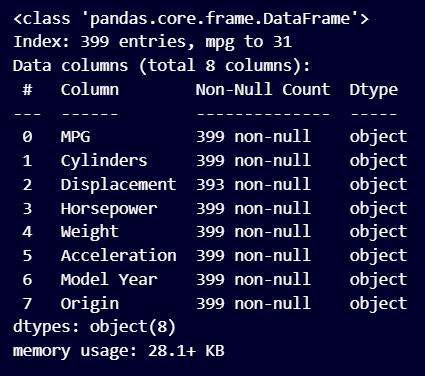 <class 'pandas.core.frame.DataFrame'>
Index: 399 entries, mpg to 31
Data columns (total 8 columns):
 #   Column        Non-Null Count  Dtype
---  ------        --------------  -----
 0   MPG           399 non-null    object
 1   Cylinders     399 non-null    object
 2   Displacement  393 non-null    object
 3   Horsepower    399 non-null    object
 4   Weight        399 non-null    object
 5   Acceleration  399 non-null    object
 6   Model Year    399 non-null    object
 7   Origin        399 non-null    object
dtypes: object(8)
memory usage: 28.1+ KB